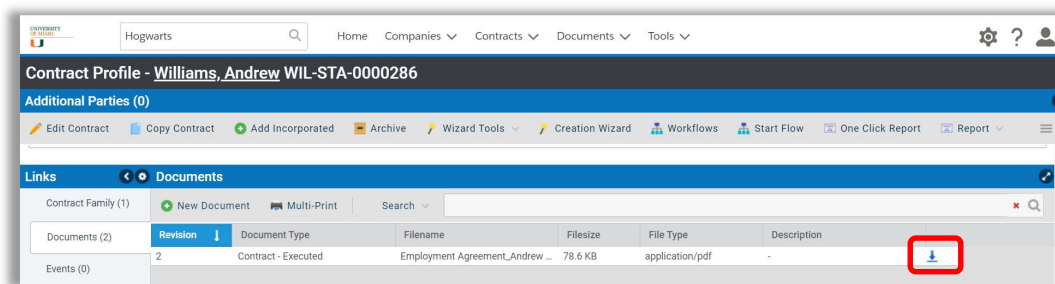 UNIVERSITY
OF MIAMI
Hogwarts
Home Companies Contracts Documents Tools
?
Contract Profile - Williams, Andrew WIL-STA-0000286
Additional Parties (0)
Edit Contract Copy Contract Add Incorporated Archive Wizard Tools Creation Wizard Workflows Start Flow One Click Report Report
Links Documents
Contract Family (1) New Document Multi-Print Search
Documents (2) Revision Document Type Filename Filesize File Type Description
2 Contract - Executed Employment Agreement_Andrew ... 78.6 KB application/pdf -
Events (0)